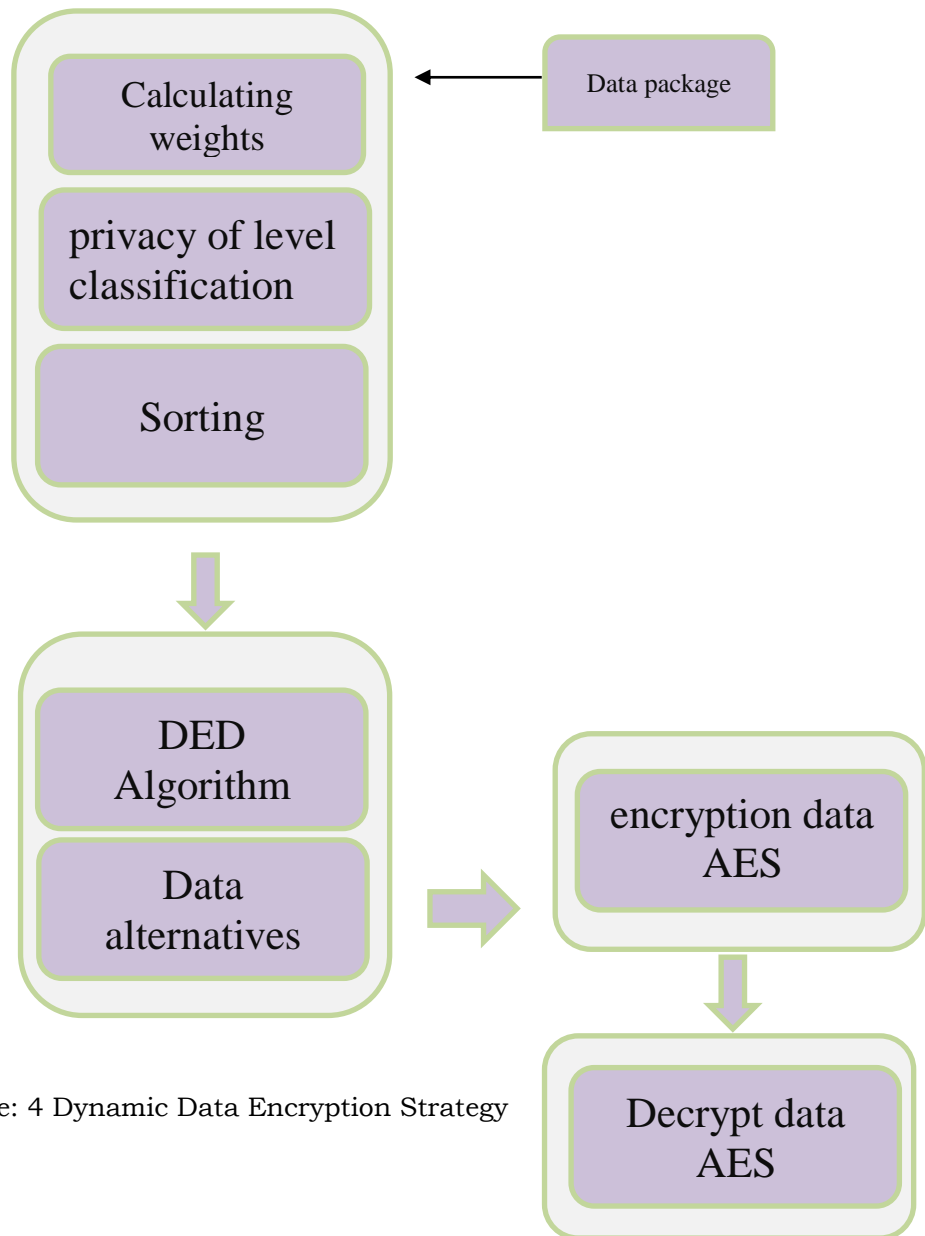 Calculating
weights
Data package
privacy of level
classification
Sorting
DED
Algorithm
Data
alternatives
encryption data
AES
e: 4 Dynamic Data Encryption Strategy
Decrypt data
AES